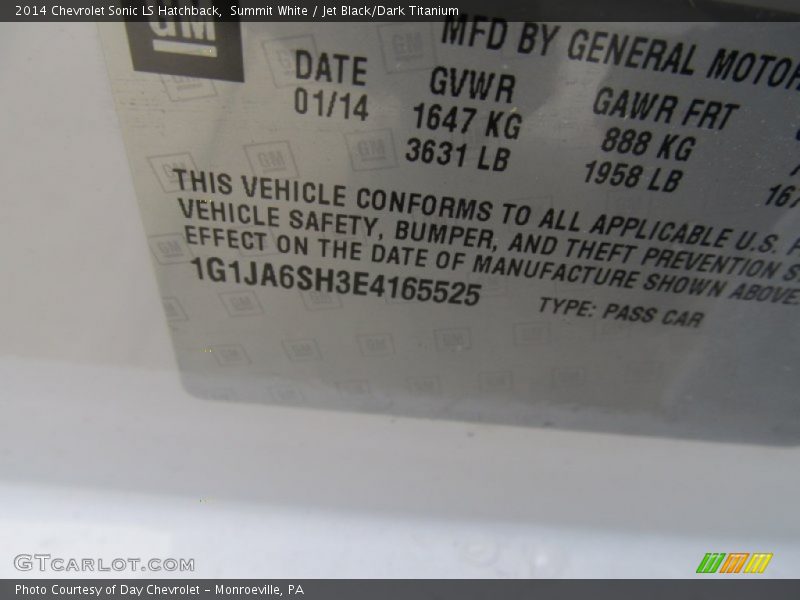 2014 Chevrolet Sonic LS Hatchback, Summit White / Jet Black/Dark Titanium
GM
MFD BY GENERAL MOTOR
DATE GVWR GAWR FRT
01/14 1647 KG 888 KG
3631 LB 1958 LB 167
THIS VEHICLE CONFORMS TO ALL APPLICABLE U.S. F
VEHICLE SAFETY, BUMPER, AND THEFT PREVENTION S
EFFECT ON THE DATE OF MANUFACTURE SHOWN ABOVE
1G1JA6SH3E4165525 TYPE: PASS CAR
GTCARLOT.COM
Photo Courtesy of Day Chevrolet - Monroeville, PA